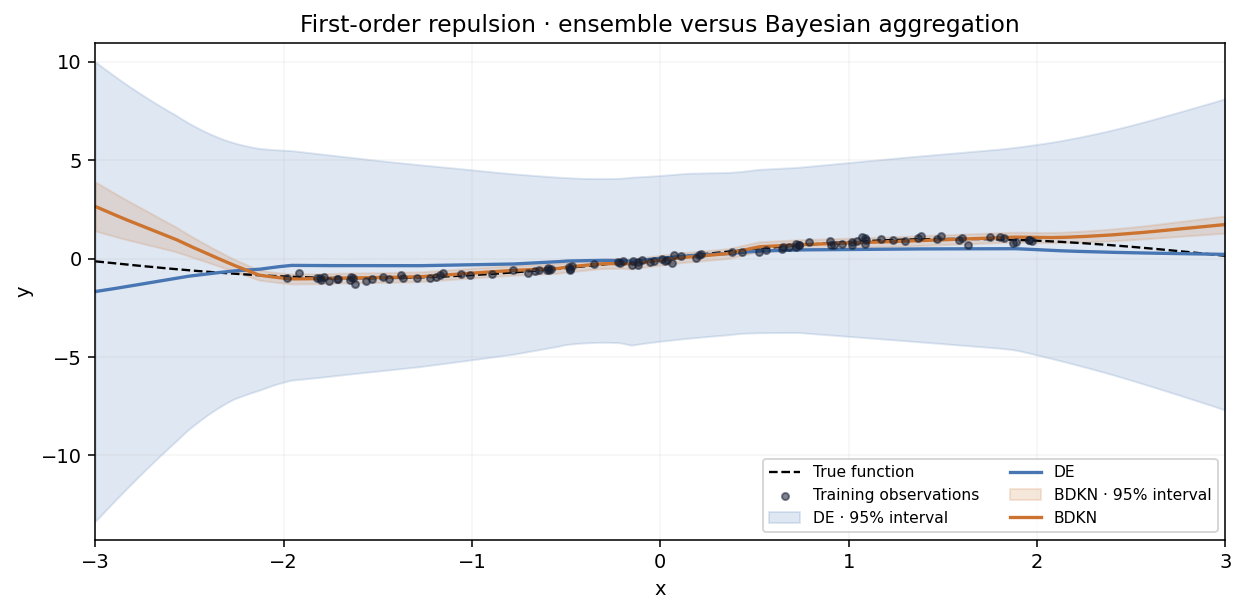 First-order repulsion · ensemble versus Bayesian aggregation
10
5
0
−5
−10
y
−3
−2
−1
0
1
2
3
x
True function
Training observations
DE · 95% interval
DE
BDKN · 95% interval
BDKN